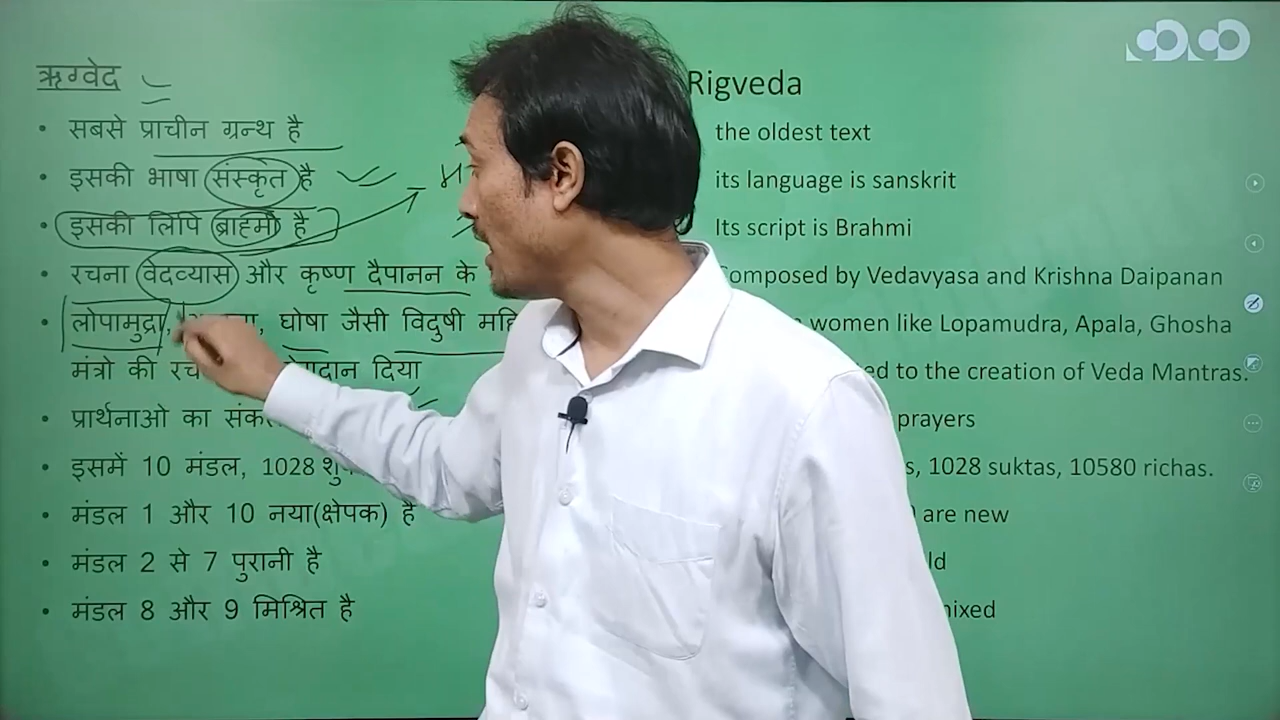 ऋग्वेद
Rigveda
सबसे प्राचीन ग्रन्थ है
the oldest text
इसकी भाषा संस्कृत है
its language is sanskrit
इसकी लिपि ब्राह्मी है
Its script is Brahmi
रचना वेदव्यास और कृष्ण दैपानन के
Composed by Vedavyasa and Krishna Daipanan
लोपामुद्रा, घोषा जैसी विदुषी
women like Lopamudra, Apala, Ghosha
मंत्रो की दिया
to the creation of Veda Mantras.
प्रार्थनाओ का
prayers
इसमें 10 मंडल, 1028
1028 suktas, 10580 richas.
मंडल 1 और 10 नया(क्षेपक) है
are new
मंडल 2 से 7 पुरानी है
मंडल 8 और 9 मिश्रित है